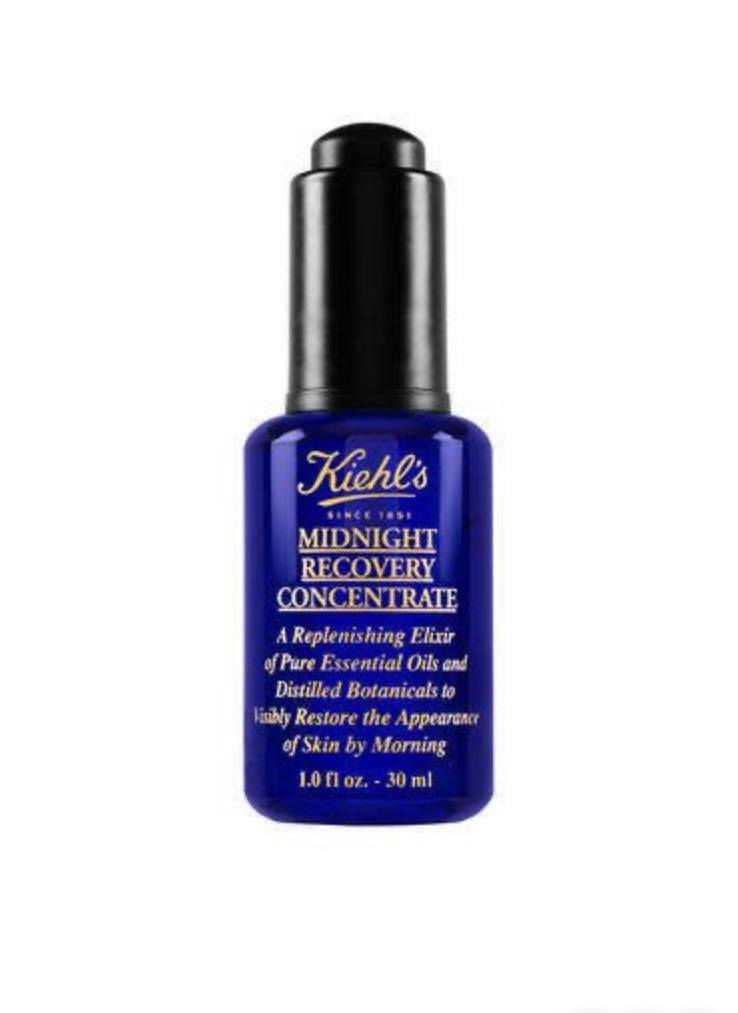 Kiehl's
SINCE 1851
MIDNIGHT
RECOVERY
CONCENTRATE
A Replenishing Elixir
of Pure Essential Oils and
Distilled Botanicals to
Visibly Restore the Appearance
of Skin by Morning
1.0 fl oz. - 30 ml